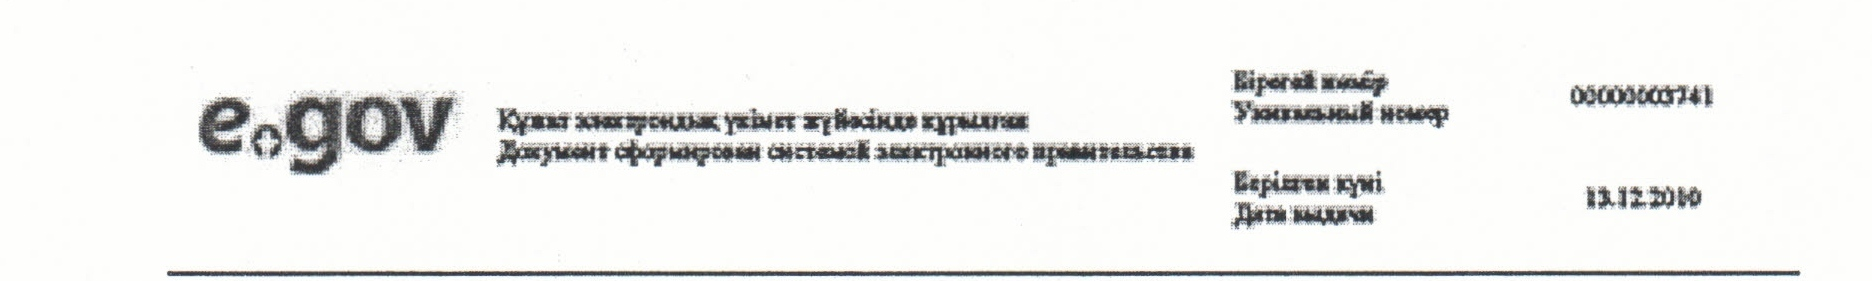 e.gov
Құжат электрондық үкімет жүйесінде құрылған
Документ сформирован системой электронного правительства
Бірегей нөмір
Уникальный номер
00000003741
Берілген күні
Дата выдачи
13.12.2010